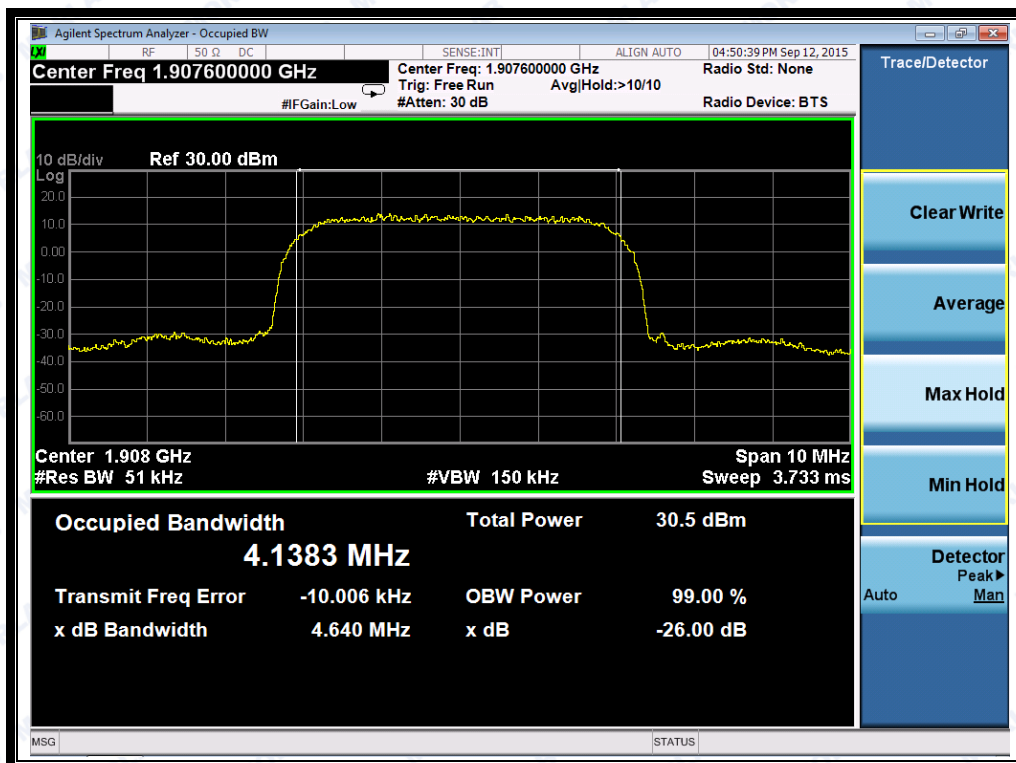 Agilent Spectrum Analyzer - Occupied BW
LXI RF 50 Ω DC SENSE:INT ALIGN AUTO 04:50:39 PM Sep 12, 2015
Center Freq 1.907600000 GHz
Center Freq: 1.907600000 GHz Radio Std: None
Trig: Free Run Avg|Hold:>10/10
#IFGain:Low #Atten: 30 dB Radio Device: BTS
10 dB/div Ref 30.00 dBm
Log
20.0
10.0
0.00
-10.0
-20.0
-30.0
-40.0
-50.0
-60.0
Center 1.908 GHz Span 10 MHz
#Res BW 51 kHz #VBW 150 kHz Sweep 3.733 ms
Occupied Bandwidth Total Power 30.5 dBm
4.1383 MHz
Transmit Freq Error -10.006 kHz OBW Power 99.00 %
x dB Bandwidth 4.640 MHz x dB -26.00 dB
MSG STATUS
Trace/Detector
Clear Write
Average
Max Hold
Min Hold
Detector
Peak▶
Auto Man